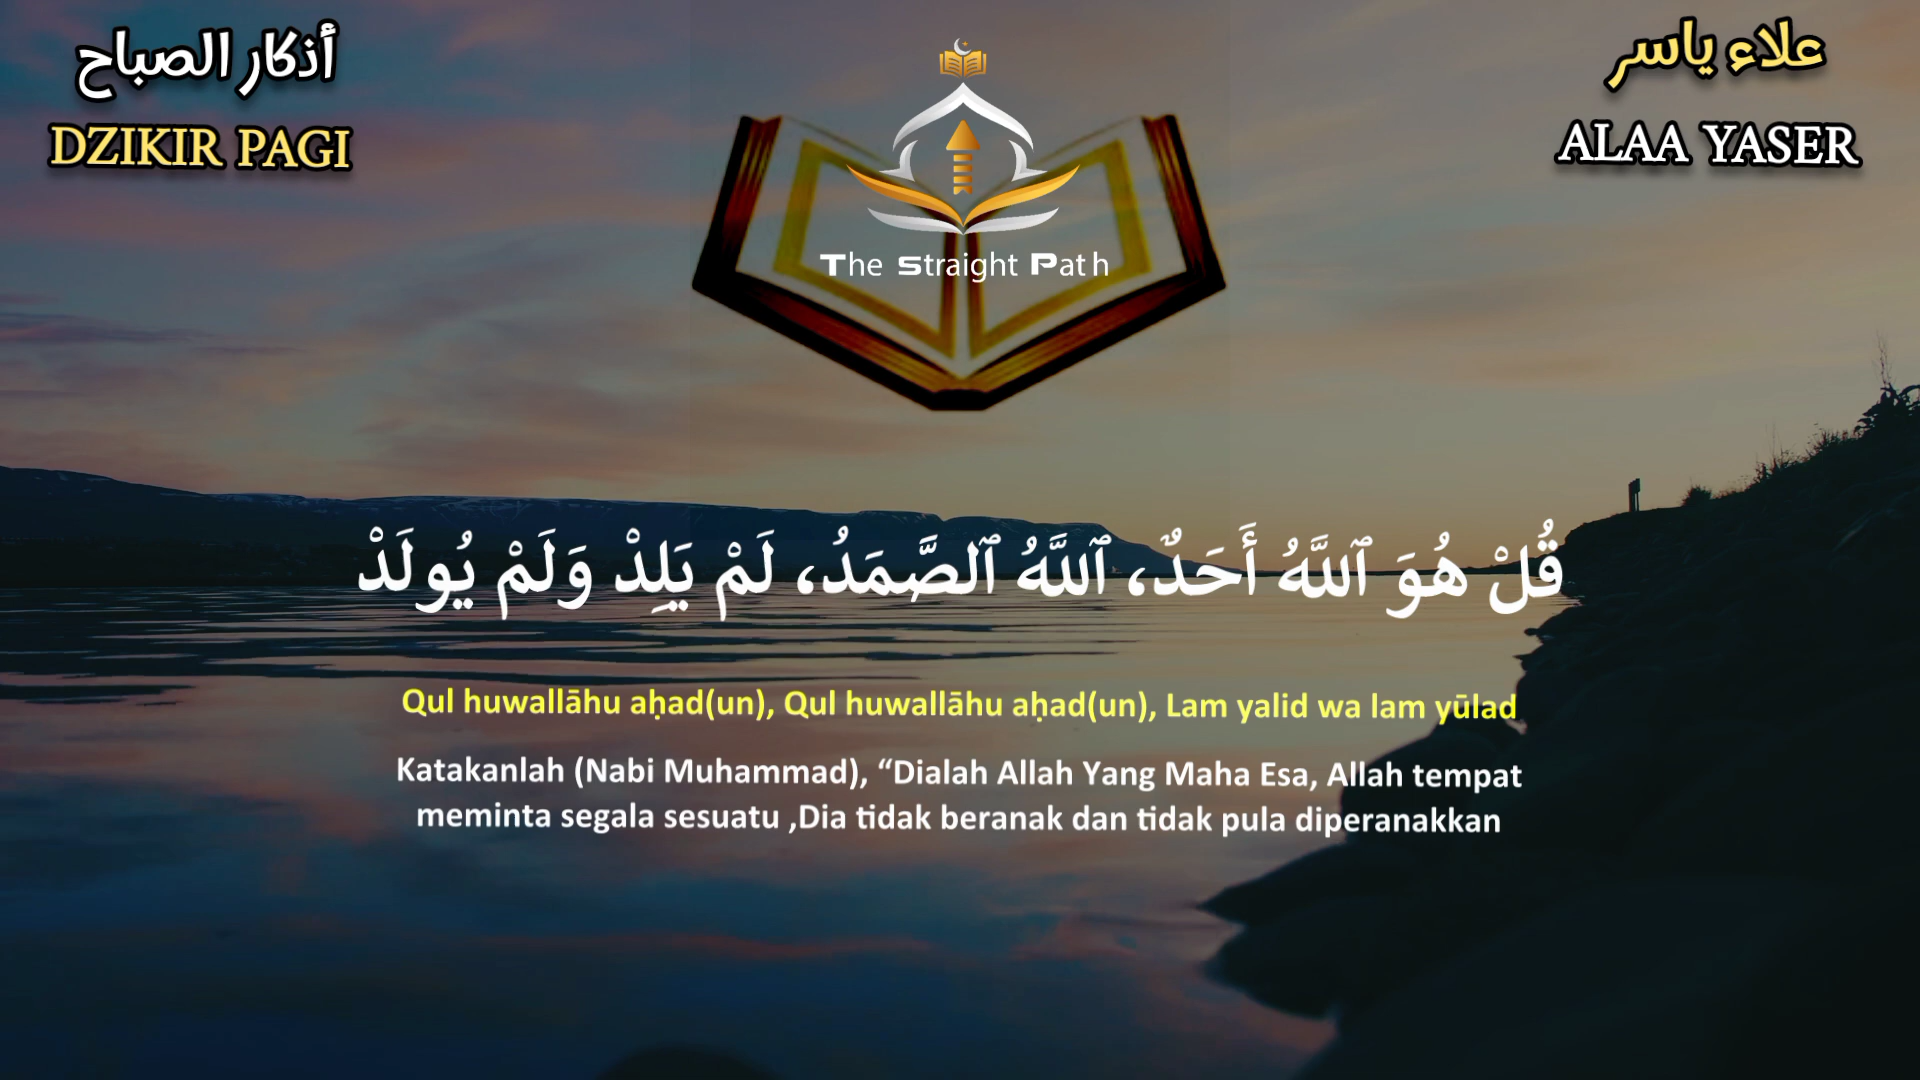 أذكار الصباح
DZIKIR PAGI
علاء ياسر
ALAA YASER
The Straight Path
قُلْ هُوَ ٱللَّهُ أَحَدٌ، ٱللَّهُ ٱلصَّمَدُ، لَمْ يَلِدْ وَلَمْ يُولَدْ
Qul huwallāhu aḥad(un), Qul huwallāhu aḥad(un), Lam yalid wa lam yūlad
Katakanlah (Nabi Muhammad), “Dialah Allah Yang Maha Esa, Allah tempat
meminta segala sesuatu ,Dia tidak beranak dan tidak pula diperanakkan